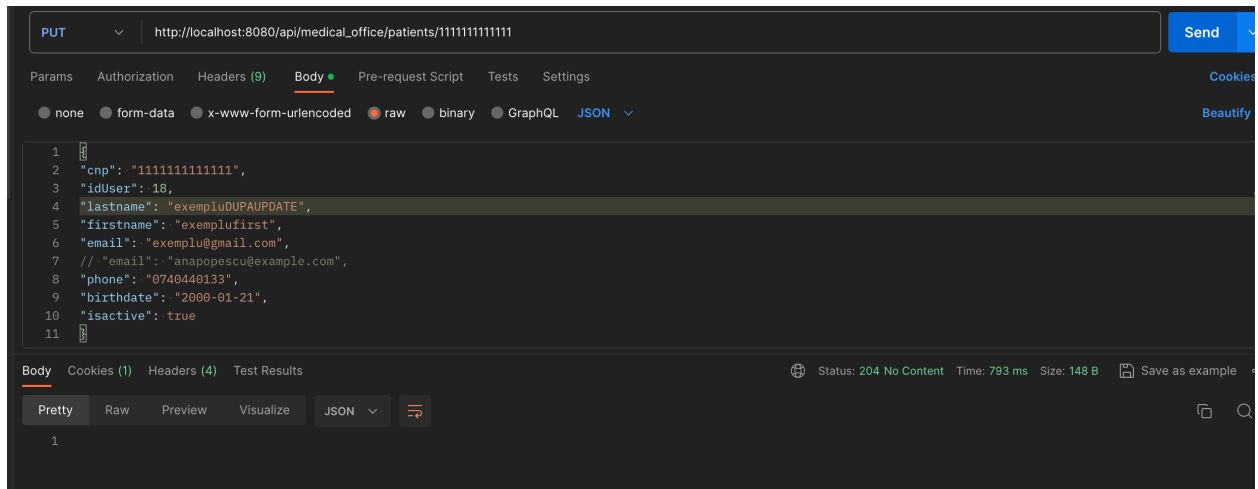 PUT http://localhost:8080/api/medical_office/patients/1111111111111 Send
Params Authorization Headers (9) Body Pre-request Script Tests Settings Cookies
none form-data x-www-form-urlencoded raw binary GraphQL JSON Beautify
1 {
2 "cnp": "1111111111111",
3 "idUser": 18,
4 "lastname": "exempluDUPAUPDATE",
5 "firstname": "exemplufirst",
6 "email": "exemplu@gmail.com",
7 // "email": "anapopescu@example.com",
8 "phone": "0740440133",
9 "birthdate": "2000-01-21",
10 "isactive": true
11 }
Body Cookies (1) Headers (4) Test Results Status: 204 No Content Time: 793 ms Size: 148 B Save as example
Pretty Raw Preview Visualize JSON
1